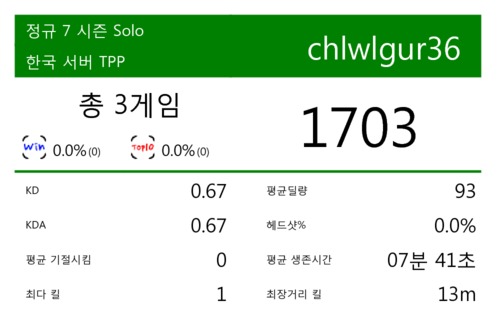 정규 7 시즌 Solo
한국 서버 TPP
chlwlgur36
총 3게임
Win 0.0% (0)
Top10 0.0% (0)
1703
KD 0.67
평균딜량 93
KDA 0.67
헤드샷% 0.0%
평균 기절시킴 0
평균 생존시간 07분 41초
최다 킬 1
최장거리 킬 13m